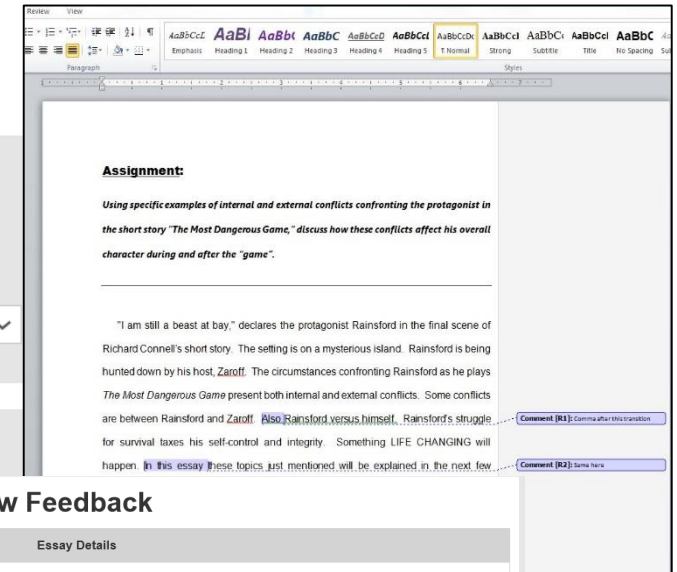 Review View
AaBbCcL AaBl AaBbC AaBbC AaBbCcD AaBbCcL AaBbCcDc AaBbCcI AaBbC AaBbCcI AaBbC
Emphasis Heading 1 Heading 2 Heading 3 Heading 4 Heading 5 ¶ Normal Strong Subtitle Title No Spacing
Paragraph Styles
Assignment:
Using specific examples of internal and external conflicts confronting the protagonist in
the short story "The Most Dangerous Game," discuss how these conflicts affect his overall
character during and after the "game".
"I am still a beast at bay," declares the protagonist Rainsford in the final scene of
Richard Connell's short story. The setting is on a mysterious island. Rainsford is being
hunted down by his host, Zaroff. The circumstances confronting Rainsford as he plays
The Most Dangerous Game present both internal and external conflicts. Some conflicts
are between Rainsford and Zaroff. Also Rainsford versus himself. Rainsford's struggle
Comment [R1]: Comma after this transition
for survival taxes his self-control and integrity. Something LIFE CHANGING will
happen. In this essay these topics just mentioned will be explained in the next few
Comment [R2]: Same here
w Feedback
Essay Details